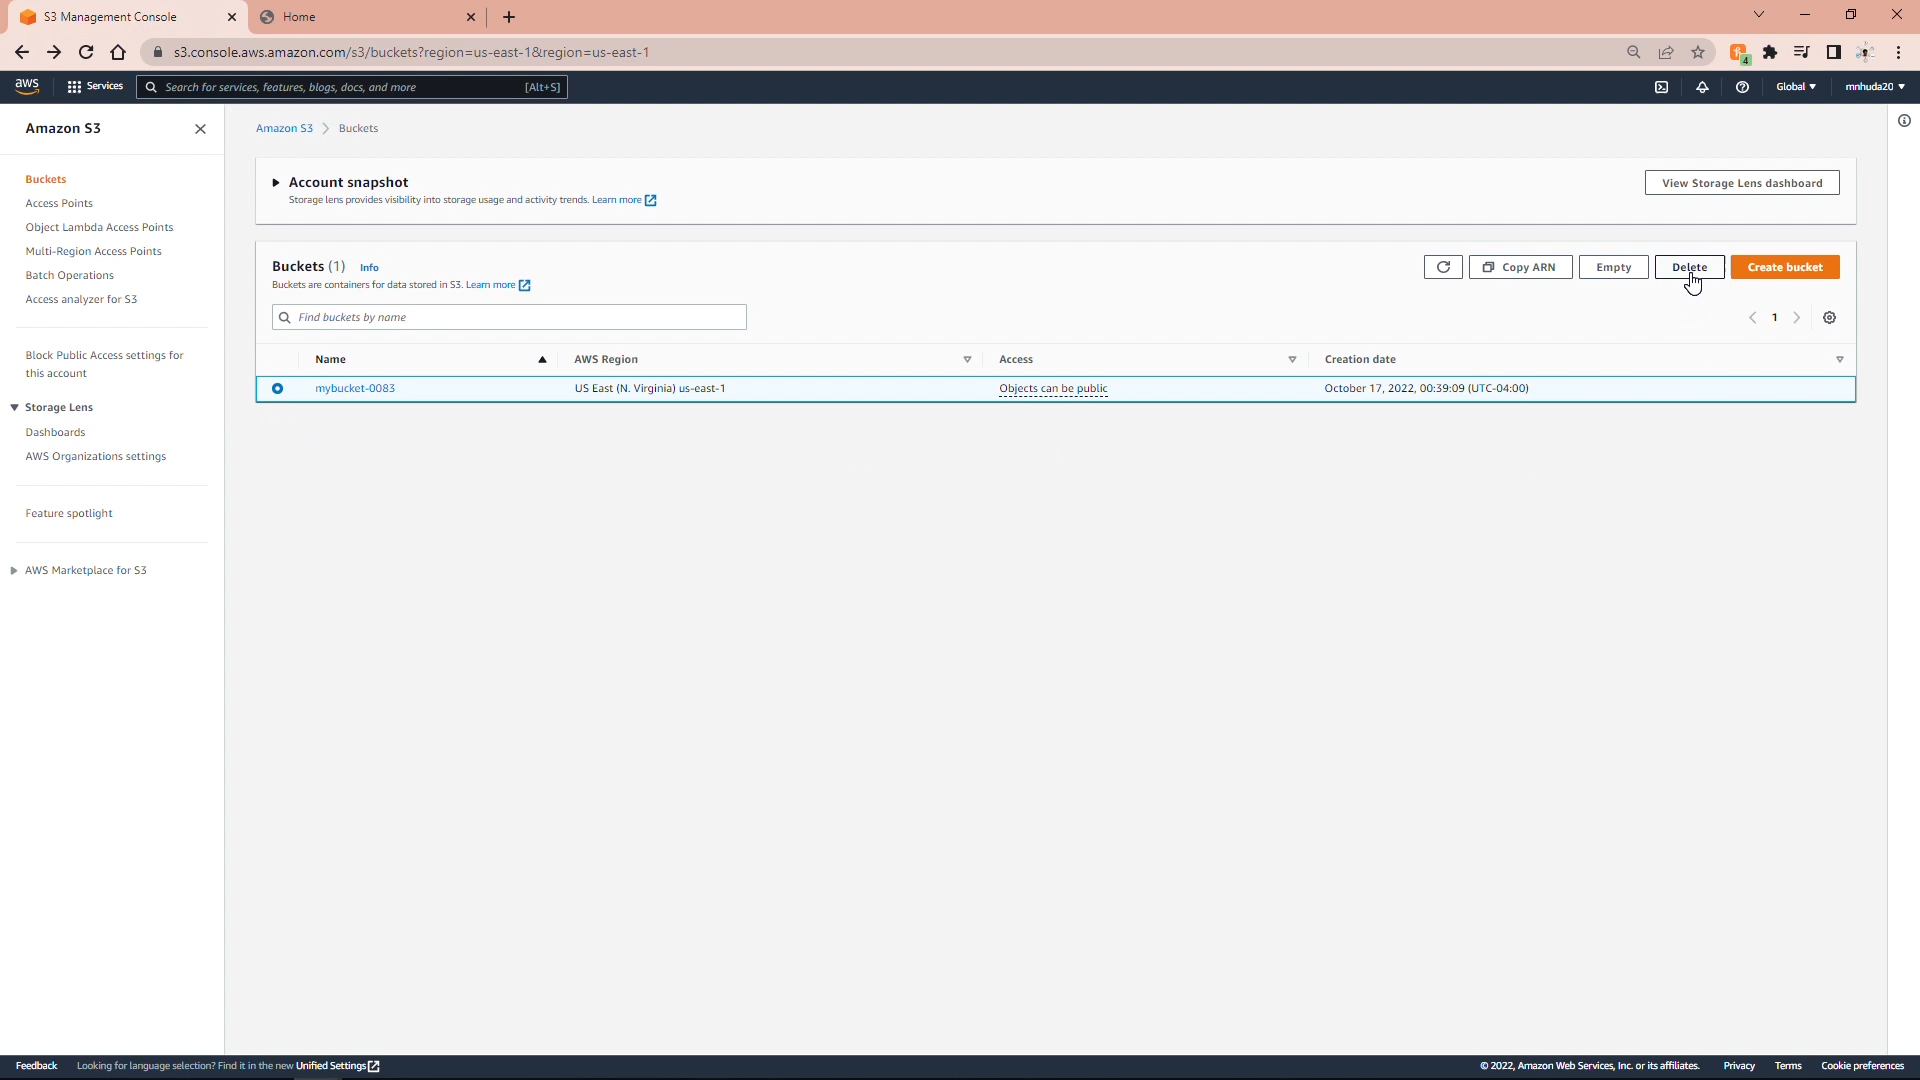 S3 Management Console
Home
s3.console.aws.amazon.com/s3/buckets?region=us-east-1&region=us-east-1
4
aws
Services
Search for services, features, blogs, docs, and more
[Alt+S]
Global
mnhuda20
Amazon S3
Buckets
Access Points
Object Lambda Access Points
Multi-Region Access Points
Batch Operations
Access analyzer for S3
Block Public Access settings for
this account
Storage Lens
Dashboards
AWS Organizations settings
Feature spotlight
AWS Marketplace for S3
Amazon S3 > Buckets
Account snapshot
Storage lens provides visibility into storage usage and activity trends. Learn more
View Storage Lens dashboard
Buckets (1) Info
Buckets are containers for data stored in S3. Learn more
Copy ARN
Empty
Delete
Create bucket
Find buckets by name
1
Name
AWS Region
Access
Creation date
mybucket-0083
US East (N. Virginia) us-east-1
Objects can be public
October 17, 2022, 00:39:09 (UTC-04:00)
Feedback
Looking for language selection? Find it in the new Unified Settings
© 2022, Amazon Web Services, Inc. or its affiliates.
Privacy
Terms
Cookie preferences